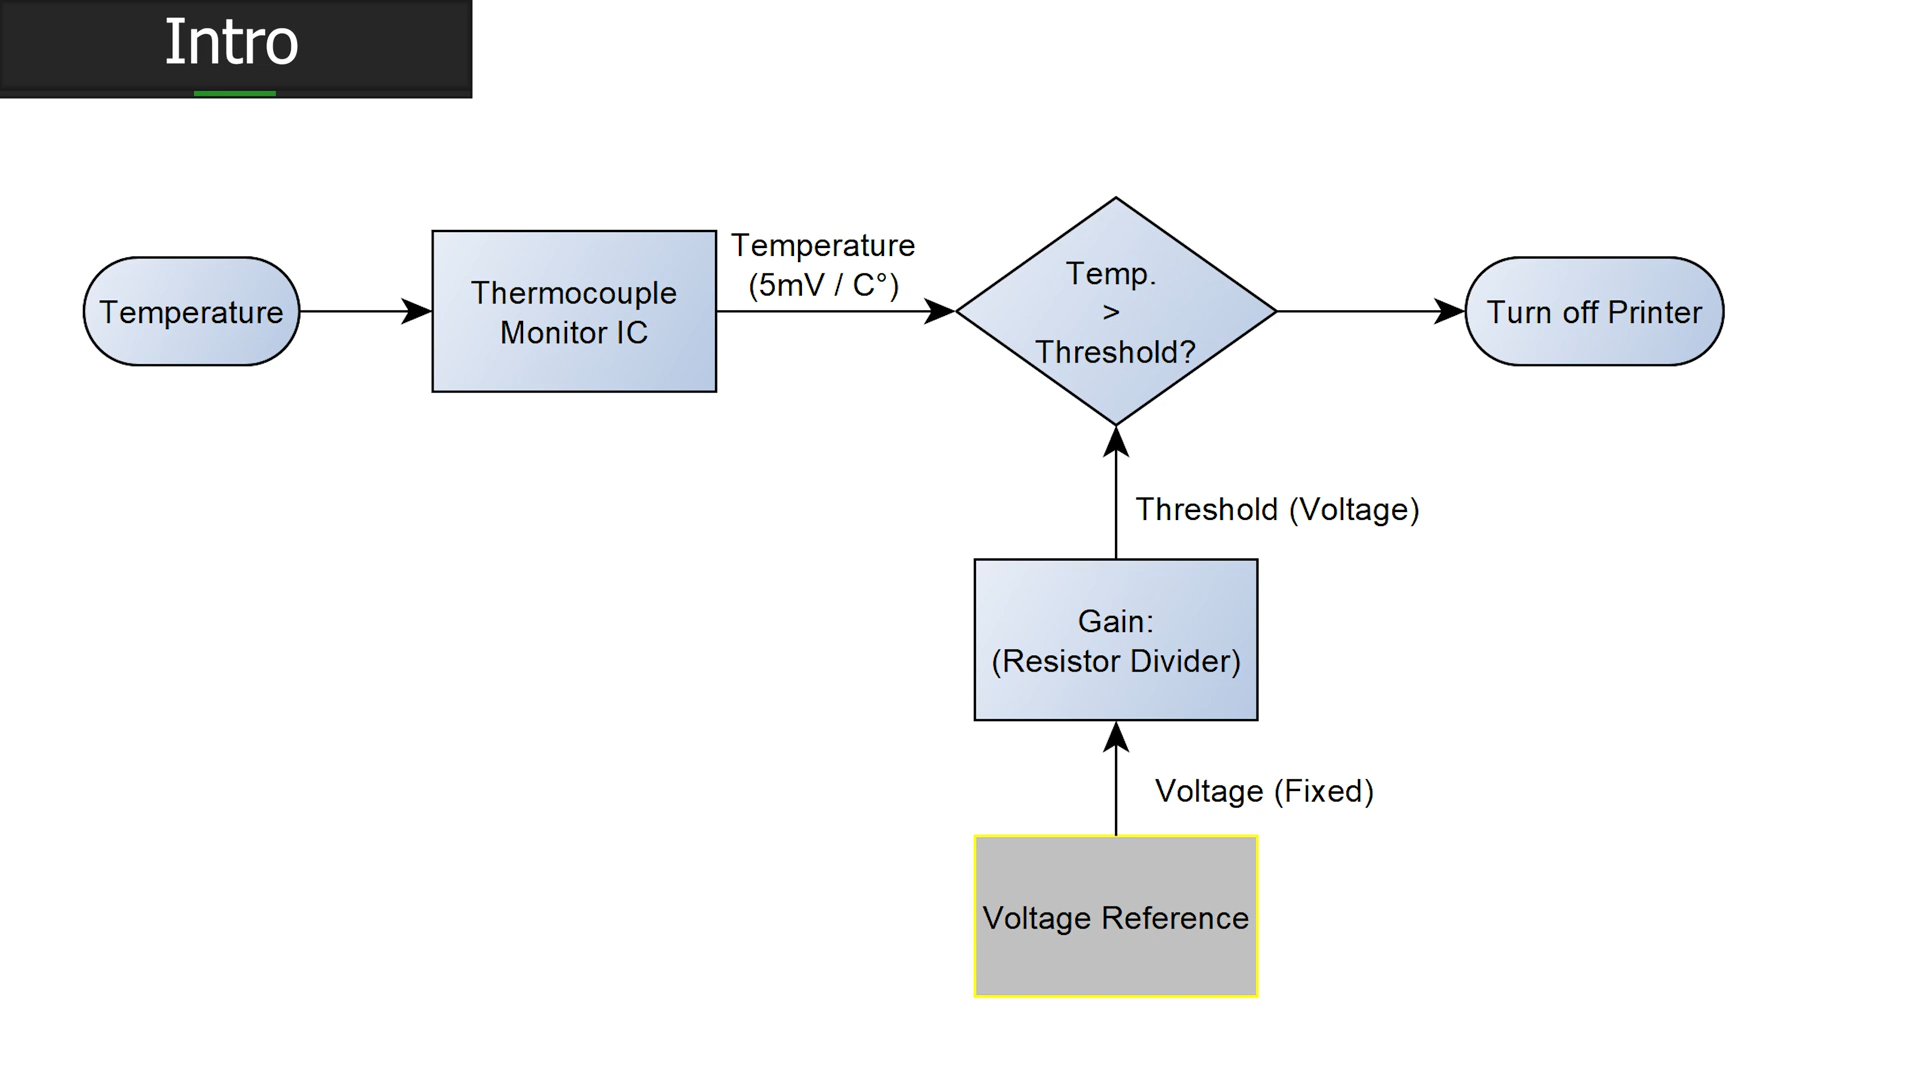 Intro
Temperature
Thermocouple
Monitor IC
Temperature
(5mV / C°)
Temp.
>
Threshold?
Turn off Printer
Threshold (Voltage)
Gain:
(Resistor Divider)
Voltage (Fixed)
Voltage Reference